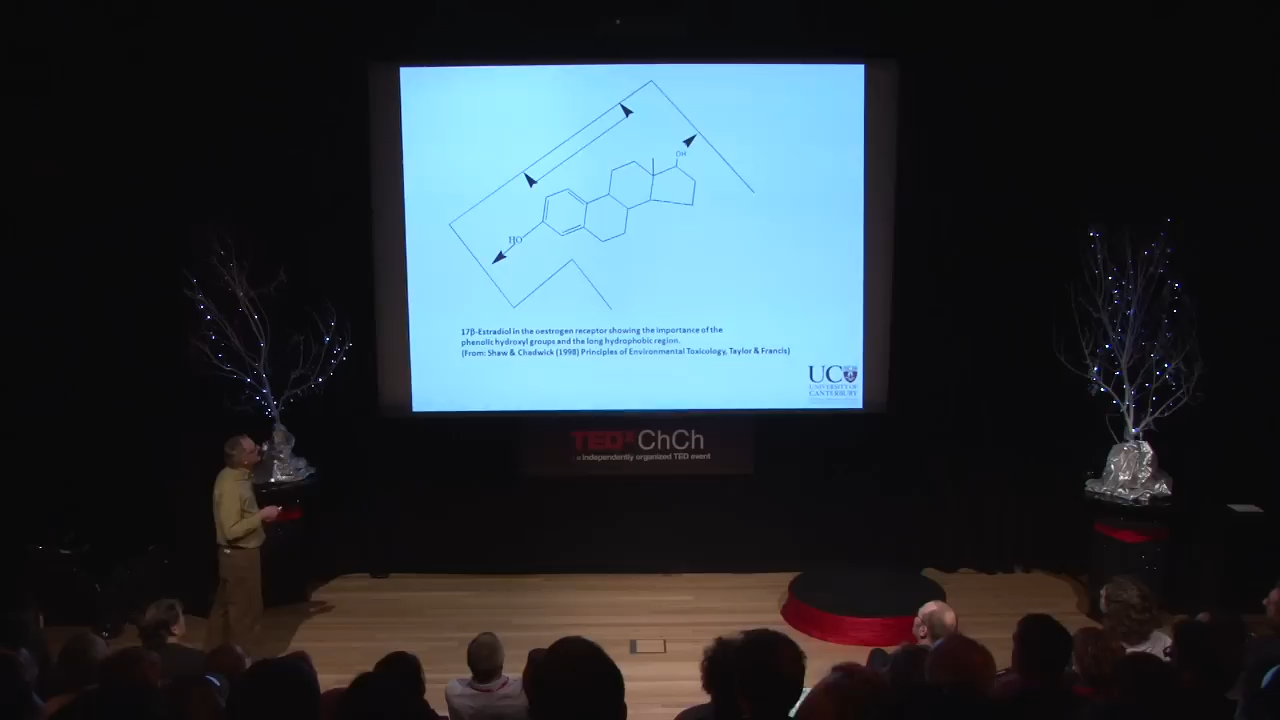 OH
HO
17β-Estradiol in the oestrogen receptor showing the importance of the
phenolic hydroxyl groups and the long hydrophobic region.
(From: Shaw & Chadwick (1998) Principles of Environmental Toxicology, Taylor & Francis)
UC
UNIVERSITY OF
CANTERBURY
TEDxChCh
independently organized TED event